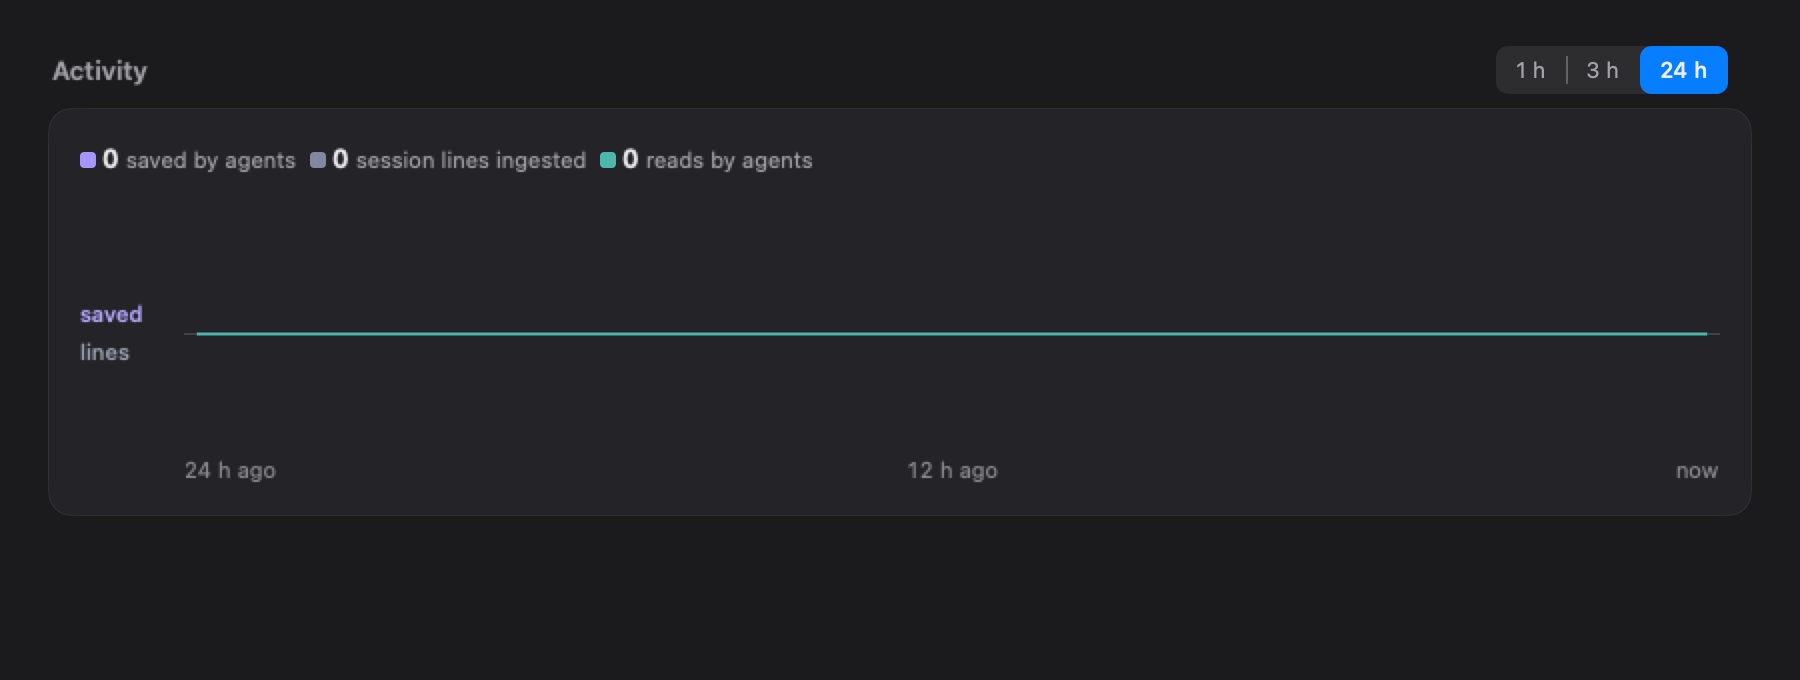 Activity
1 h 3 h 24 h
0 saved by agents 0 session lines ingested 0 reads by agents
saved
lines
24 h ago 12 h ago now